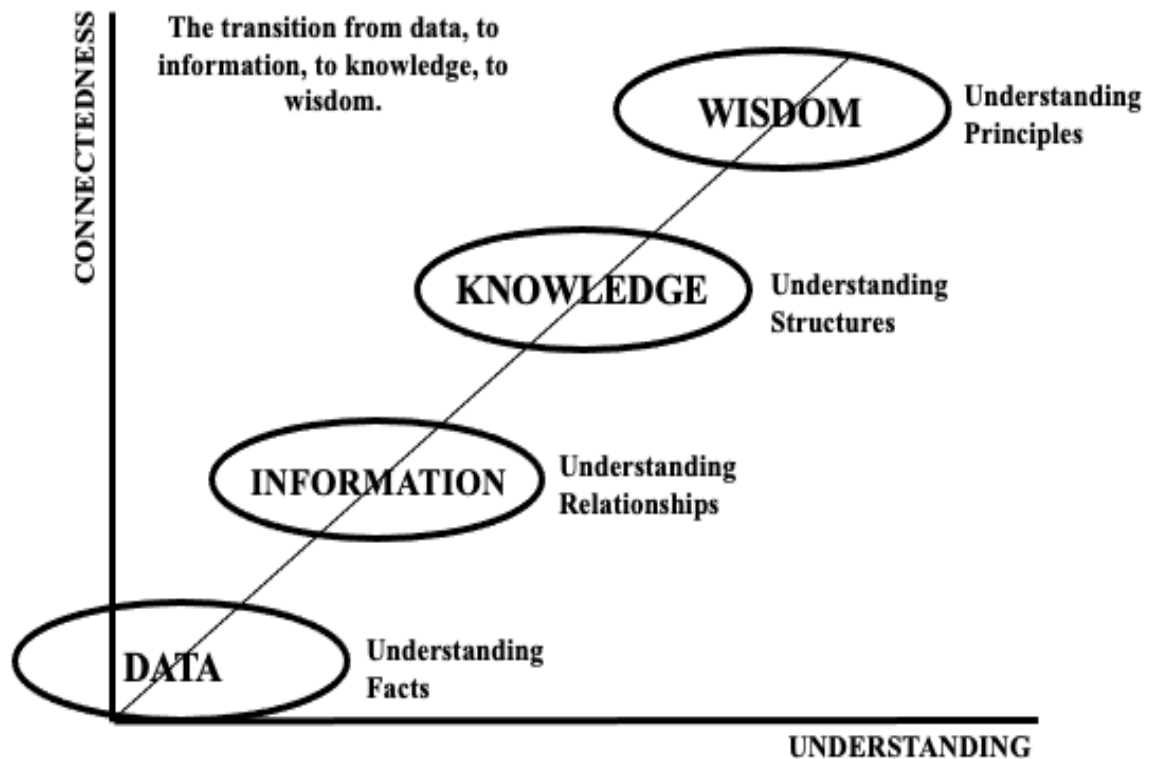 The transition from data, to
information, to knowledge, to
wisdom.
CONNECTEDNESS
WISDOM
Understanding
Principles
KNOWLEDGE
Understanding
Structures
INFORMATION
Understanding
Relationships
DATA
Understanding
Facts
UNDERSTANDING